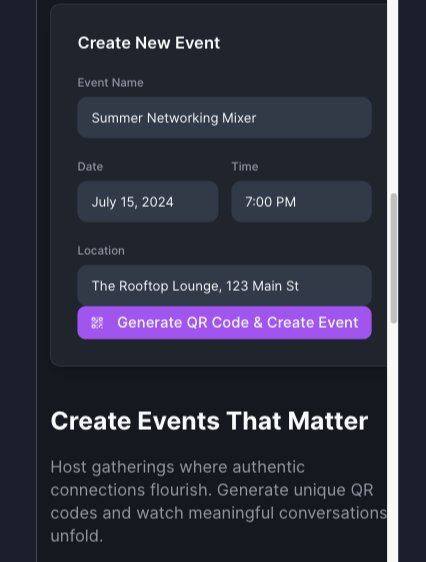 Create New Event
Event Name
Summer Networking Mixer
Date
Time
July 15, 2024
7:00 PM
Location
The Rooftop Lounge, 123 Main St
Generate QR Code & Create Event
Create Events That Matter
Host gatherings where authentic
connections flourish. Generate unique QR
codes and watch meaningful conversations
unfold.